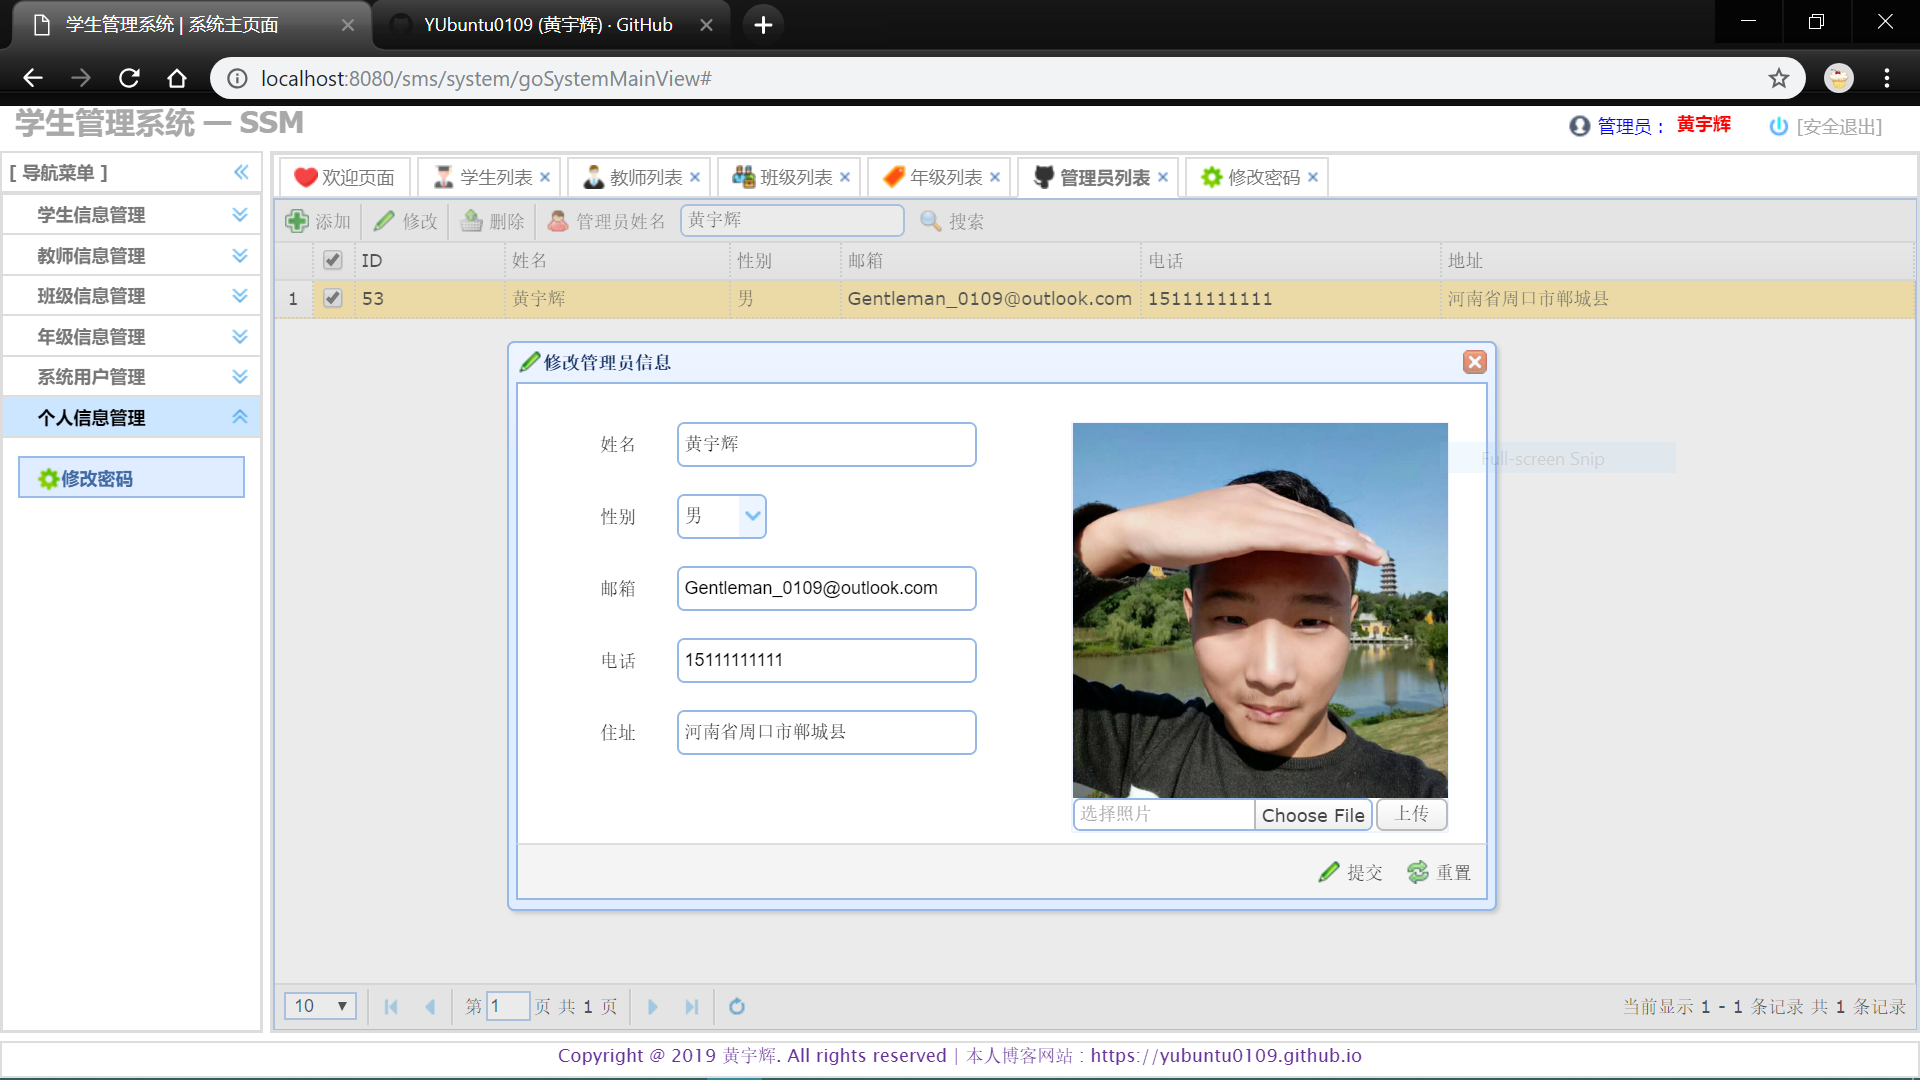 学生管理系统 | 系统主页面
YUbuntu0109 (黄宇辉) · GitHub
localhost:8080/sms/system/goSystemMainView#
学生管理系统 — SSM
管理员： 黄宇辉 [安全退出]
[ 导航菜单 ]
学生信息管理
教师信息管理
班级信息管理
年级信息管理
系统用户管理
个人信息管理
修改密码
欢迎页面 学生列表 教师列表 班级列表 年级列表 管理员列表 修改密码
添加 修改 删除 管理员姓名 黄宇辉 搜索
ID 姓名 性别 邮箱 电话 地址
1 53 黄宇辉 男 Gentleman_0109@outlook.com 15111111111 河南省周口市郸城县
修改管理员信息
姓名 黄宇辉
性别 男
邮箱 Gentleman_0109@outlook.com
电话 15111111111
住址 河南省周口市郸城县
Full-screen Snip
选择照片 Choose File 上传
提交 重置
10 第 1 页 共 1 页
当前显示 1 - 1 条记录 共 1 条记录
Copyright @ 2019 黄宇辉. All rights reserved | 本人博客网站 : https://yubuntu0109.github.io